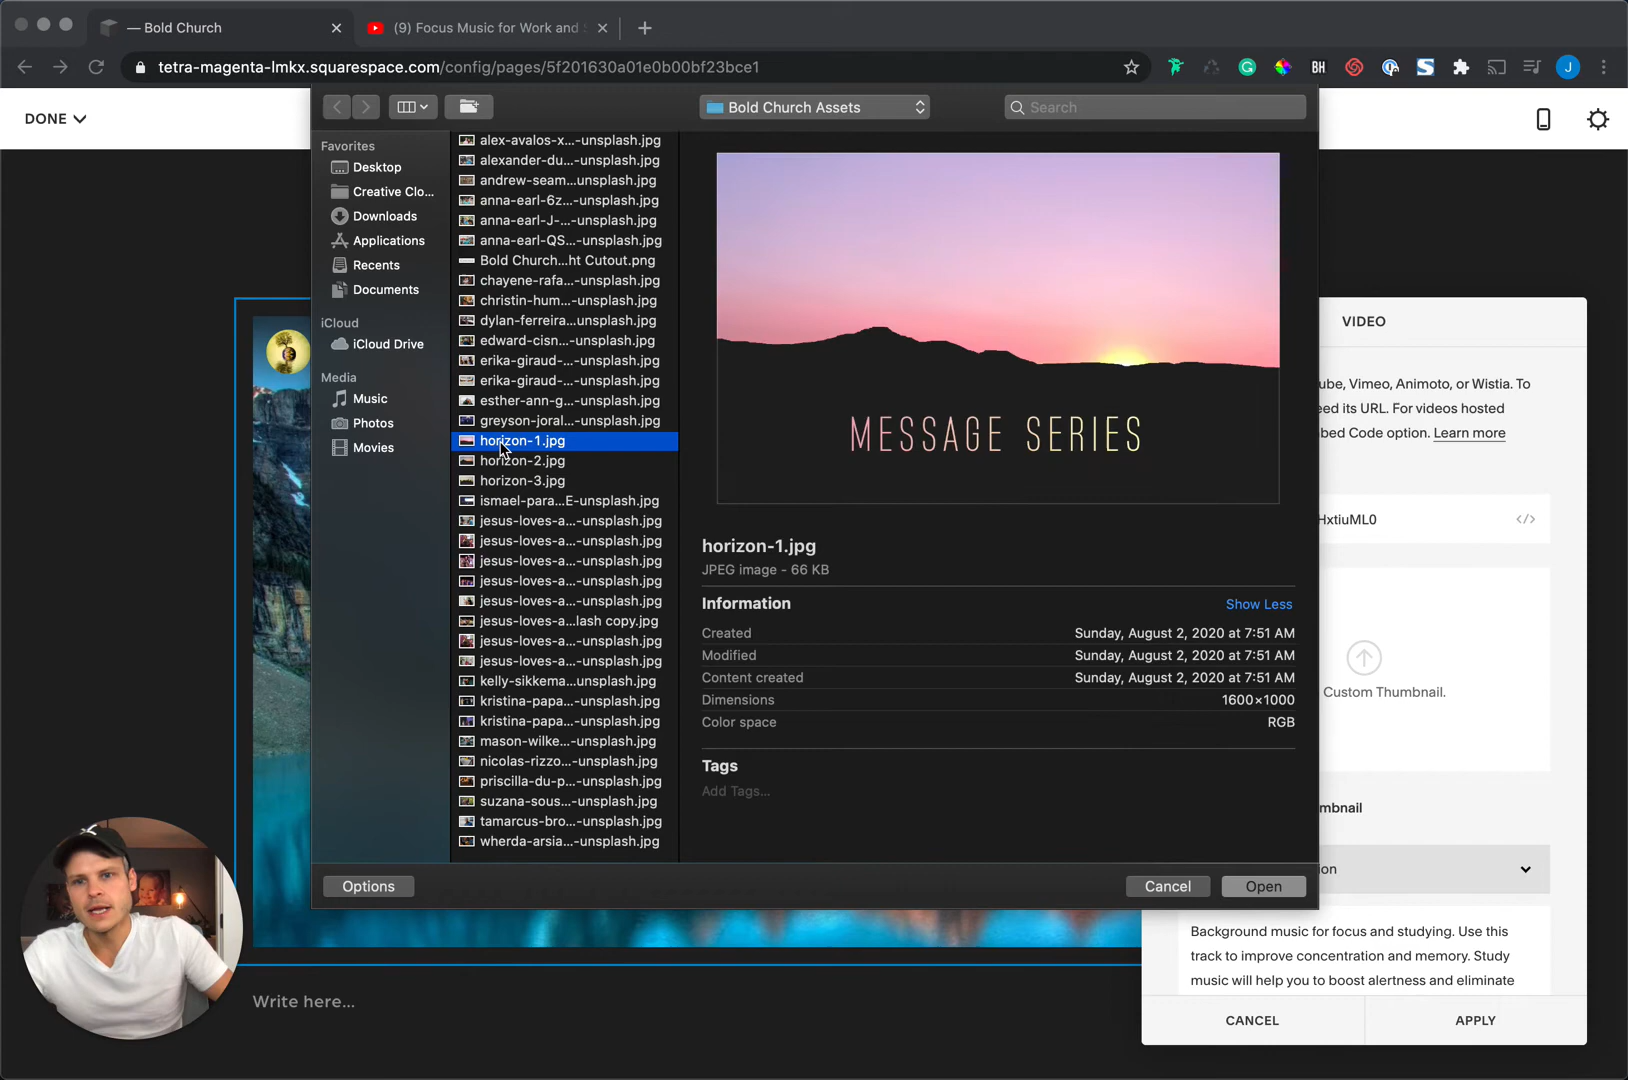 — Bold Church
(9) Focus Music for Work and
tetra-magenta-lmkx.squarespace.com/config/pages/5f201630a01e0b00bf23bce1
BH
J
DONE
Bold Church Assets
Search
Favorites
Desktop
Creative Clo...
Downloads
Applications
Recents
Documents
iCloud
iCloud Drive
Media
Music
Photos
Movies
alex-avalos-x...-unsplash.jpg
alexander-du...-unsplash.jpg
andrew-seam...-unsplash.jpg
anna-earl-6z...-unsplash.jpg
anna-earl-J-...-unsplash.jpg
anna-earl-QS...-unsplash.jpg
Bold Church...ht Cutout.png
chayene-rafa...-unsplash.jpg
christin-hum...-unsplash.jpg
dylan-ferreira...-unsplash.jpg
edward-cisn...-unsplash.jpg
erika-giraud-...-unsplash.jpg
erika-giraud-...-unsplash.jpg
esther-ann-g...-unsplash.jpg
greyson-joral...-unsplash.jpg
horizon-1.jpg
horizon-2.jpg
horizon-3.jpg
ismael-para...E-unsplash.jpg
jesus-loves-a...-unsplash.jpg
jesus-loves-a...-unsplash.jpg
jesus-loves-a...-unsplash.jpg
jesus-loves-a...-unsplash.jpg
jesus-loves-a...-unsplash.jpg
jesus-loves-a...lash copy.jpg
jesus-loves-a...-unsplash.jpg
jesus-loves-a...-unsplash.jpg
kelly-sikkema...-unsplash.jpg
kristina-papa...-unsplash.jpg
kristina-papa...-unsplash.jpg
mason-wilke...-unsplash.jpg
nicolas-rizzo...-unsplash.jpg
priscilla-du-p...-unsplash.jpg
suzana-sous...-unsplash.jpg
tamarcus-bro...-unsplash.jpg
wherda-arsia...-unsplash.jpg
MESSAGE SERIES
horizon-1.jpg
JPEG image - 66 KB
Information
Show Less
Created Sunday, August 2, 2020 at 7:51 AM
Modified Sunday, August 2, 2020 at 7:51 AM
Content created Sunday, August 2, 2020 at 7:51 AM
Dimensions 1600×1000
Color space RGB
Tags
Add Tags...
Options
Cancel
Open
VIDEO
ube, Vimeo, Animoto, or Wistia. To
eed its URL. For videos hosted
bed Code option. Learn more
HxtiuML0
</>
Custom Thumbnail.
mbnail
ion
Background music for focus and studying. Use this
track to improve concentration and memory. Study
music will help you to boost alertness and eliminate
CANCEL
APPLY
Write here...